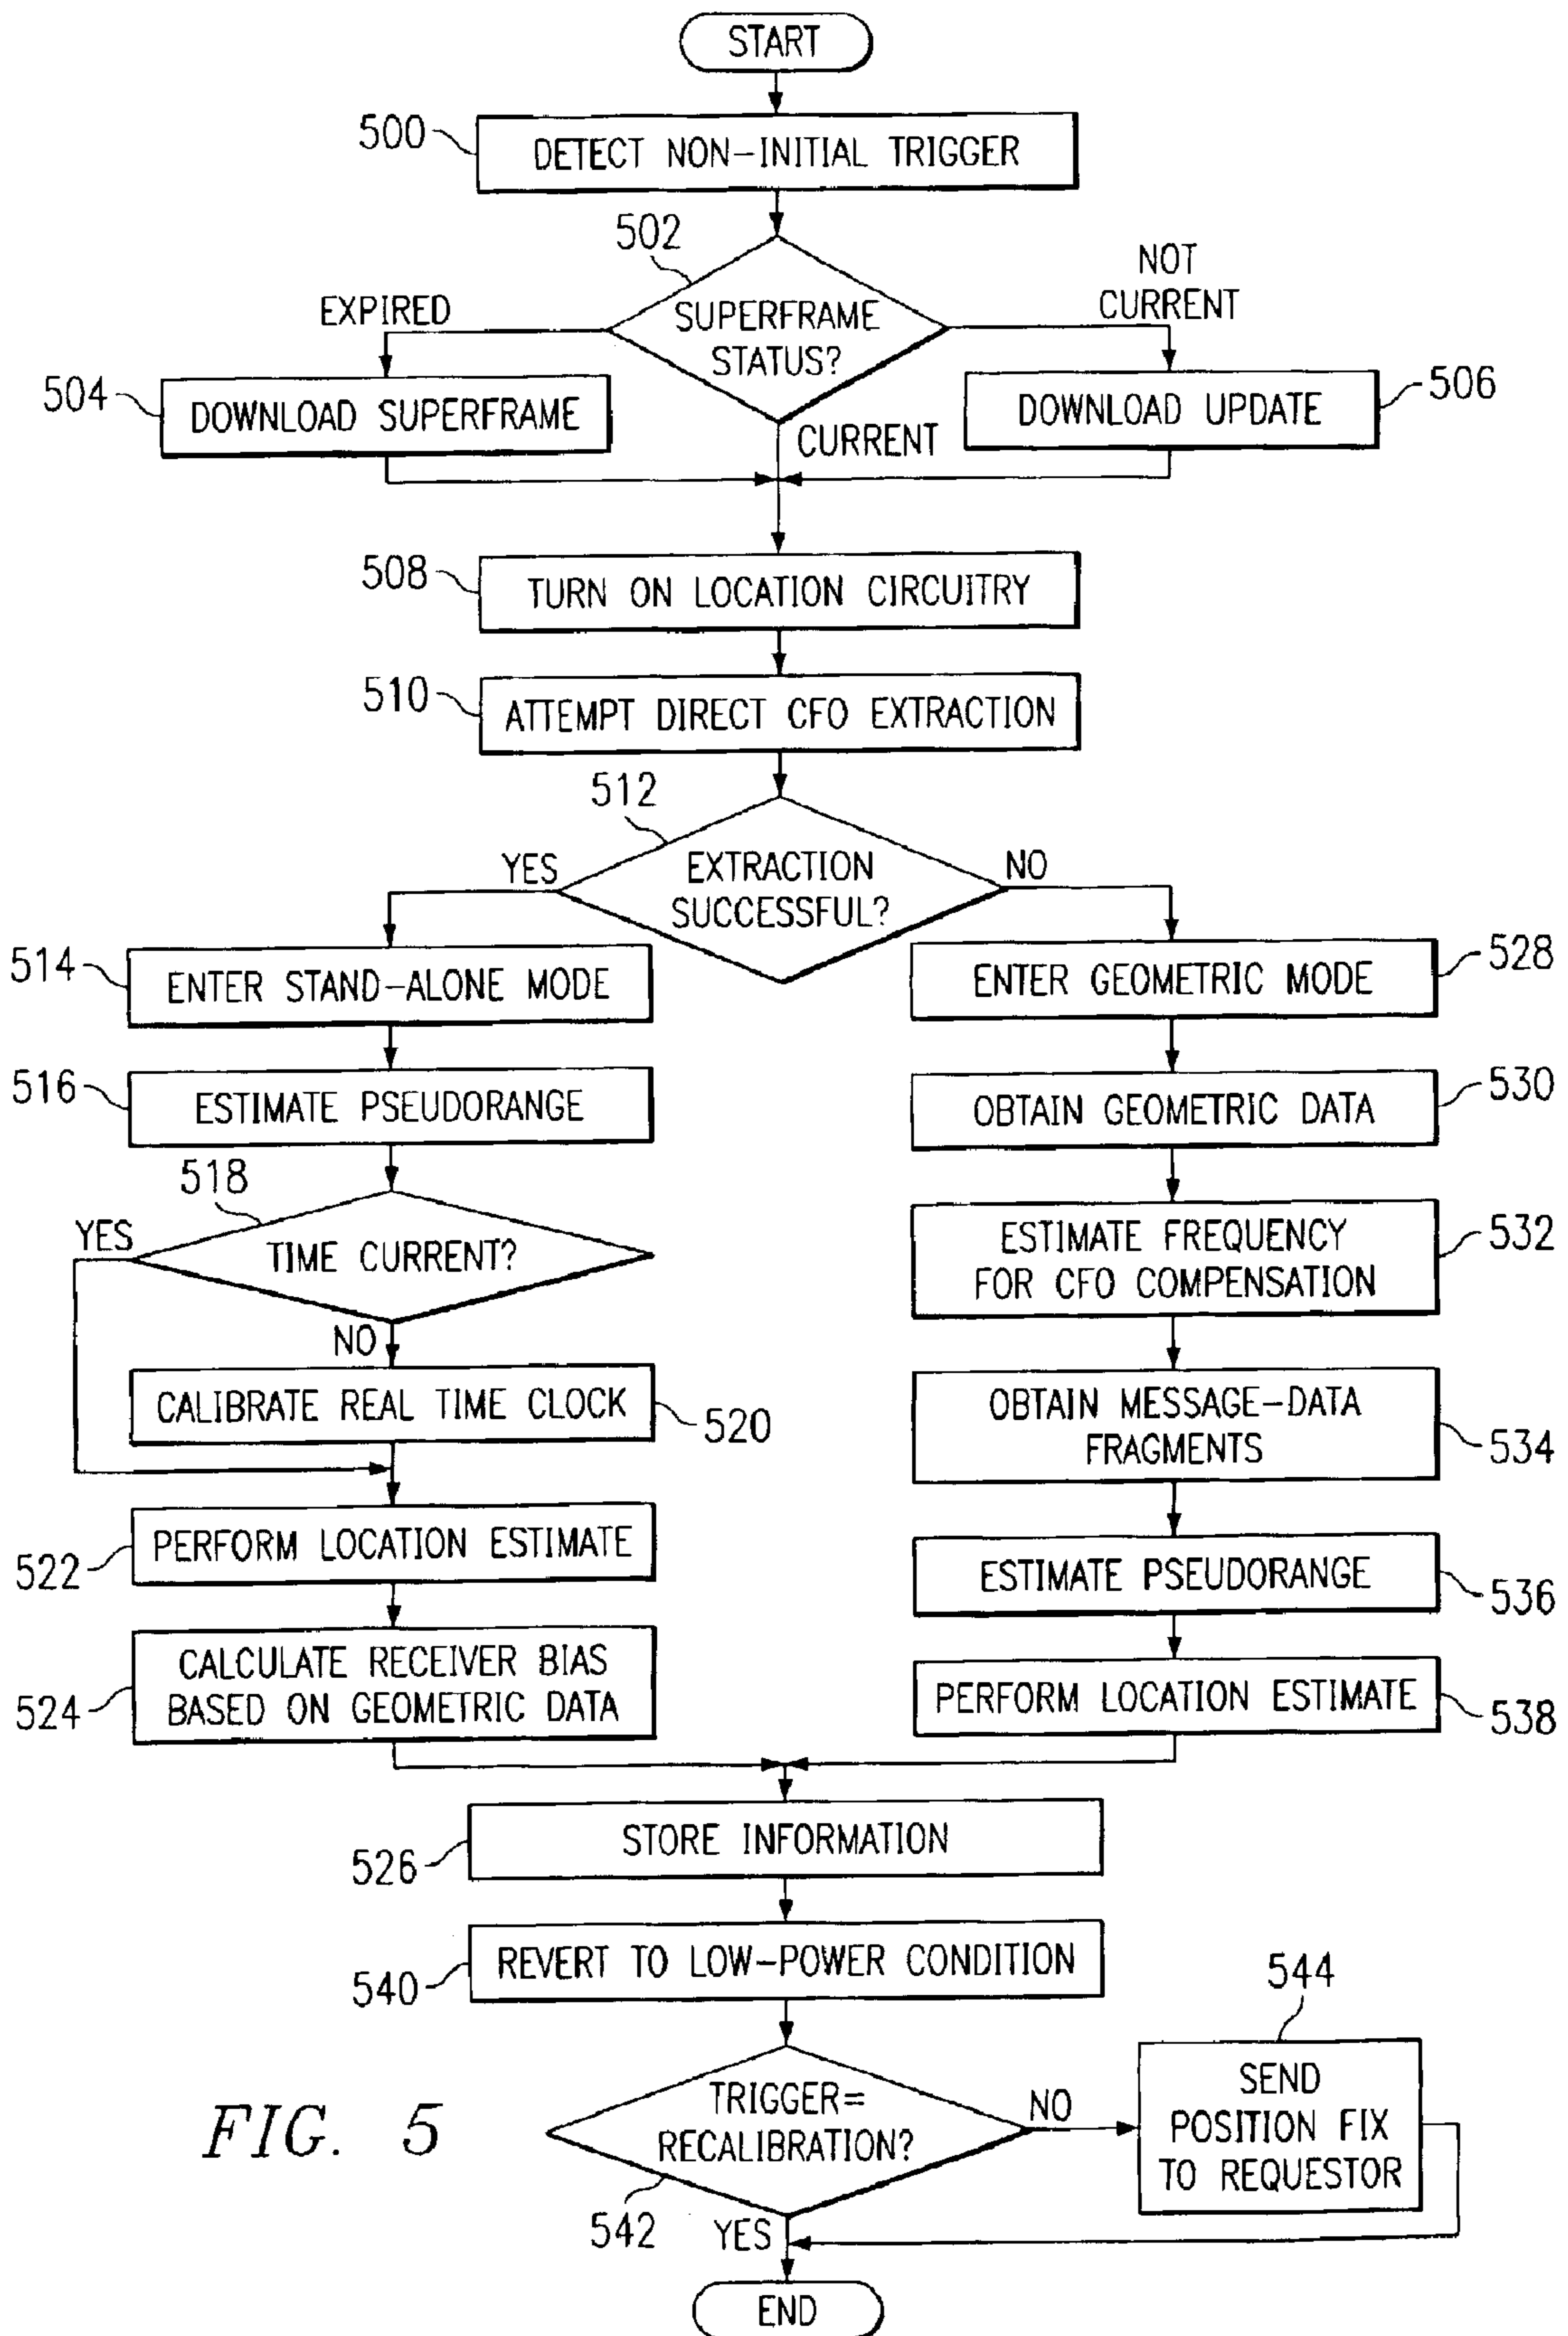 START
500
DETECT NON-INITIAL TRIGGER
502
SUPERFRAME
STATUS?
EXPIRED
NOT
CURRENT
504
DOWNLOAD SUPERFRAME
DOWNLOAD UPDATE
506
CURRENT
508
TURN ON LOCATION CIRCUITRY
510
ATTEMPT DIRECT CFO EXTRACTION
512
EXTRACTION
SUCCESSFUL?
YES
NO
514
ENTER STAND-ALONE MODE
516
ESTIMATE PSEUDORANGE
518
TIME CURRENT?
YES
NO
CALIBRATE REAL TIME CLOCK
520
522
PERFORM LOCATION ESTIMATE
524
CALCULATE RECEIVER BIAS
BASED ON GEOMETRIC DATA
ENTER GEOMETRIC MODE
528
OBTAIN GEOMETRIC DATA
530
ESTIMATE FREQUENCY
FOR CFO COMPENSATION
532
OBTAIN MESSAGE-DATA
FRAGMENTS
534
ESTIMATE PSEUDORANGE
536
PERFORM LOCATION ESTIMATE
538
STORE INFORMATION
526
REVERT TO LOW-POWER CONDITION
540
TRIGGER=
RECALIBRATION?
542
NO
544
SEND
POSITION FIX
TO REQUESTOR
YES
END
FIG. 5